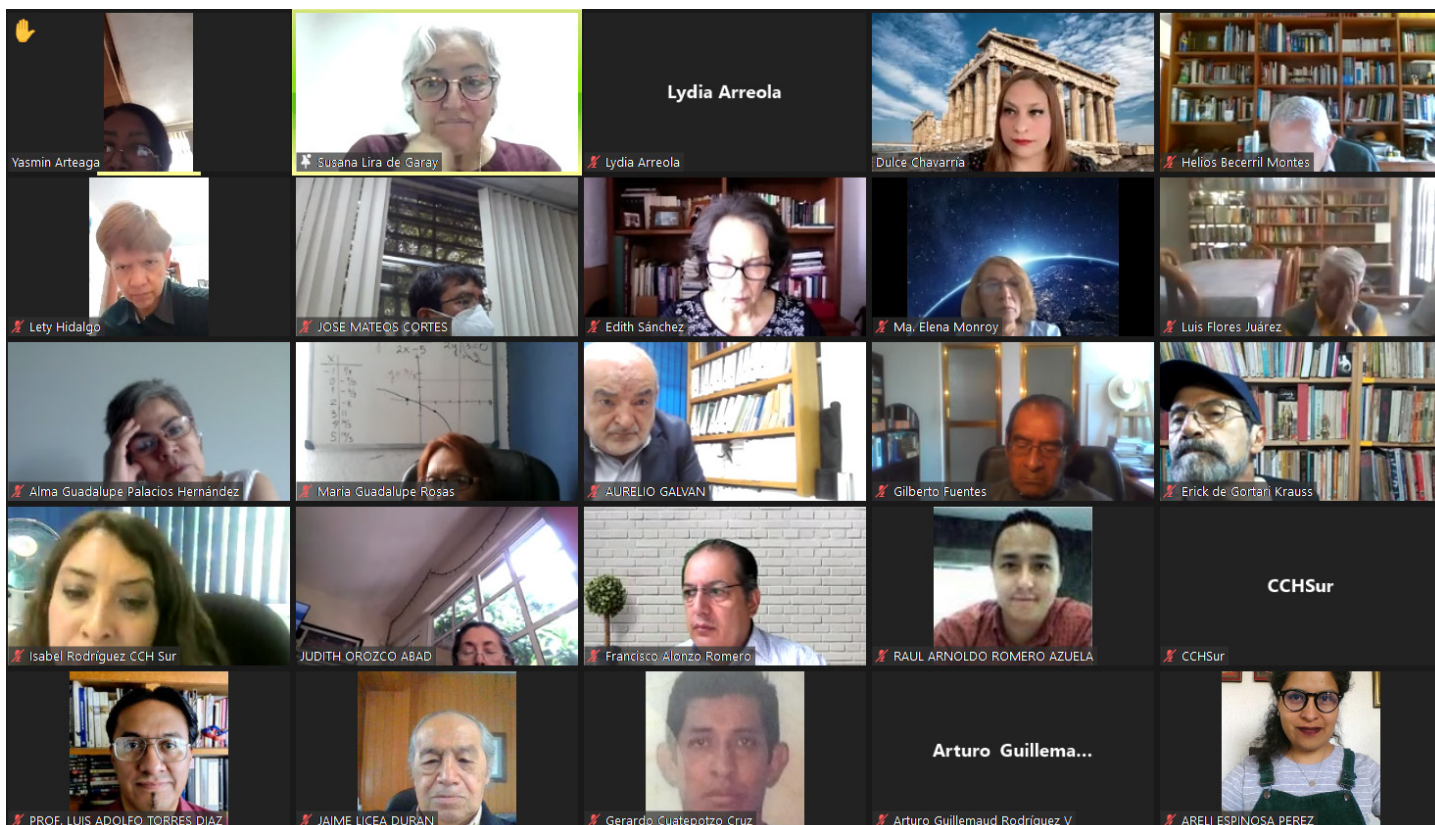 Yasmin Arteaga
Susana Lira de Garay
Lydia Arreola
Lydia Arreola
Dulce Chavarría
Helios Becerril Montes
Lety Hidalgo
JOSE MATEOS CORTES
Edith Sánchez
Ma. Elena Monroy
Luis Flores Juárez
2x-5
Alma Guadalupe Palacios Hernández
Maria Guadalupe Rosas
AURELIO GALVAN
Gilberto Fuentes
Erick de Gortari Krauss
CCHSur
Isabel Rodríguez CCH Sur
JUDITH OROZCO ABAD
Francisco Alonzo Romero
RAUL ARNOLDO ROMERO AZUELA
CCHSur
Arturo Guillema...
PROF. LUIS ADOLFO TORRES DIAZ
JAIME LICEA DURAN
Gerardo Cuatepotzo Cruz
Arturo Guillemaud Rodríguez V
ARELI ESPINOSA PEREZ